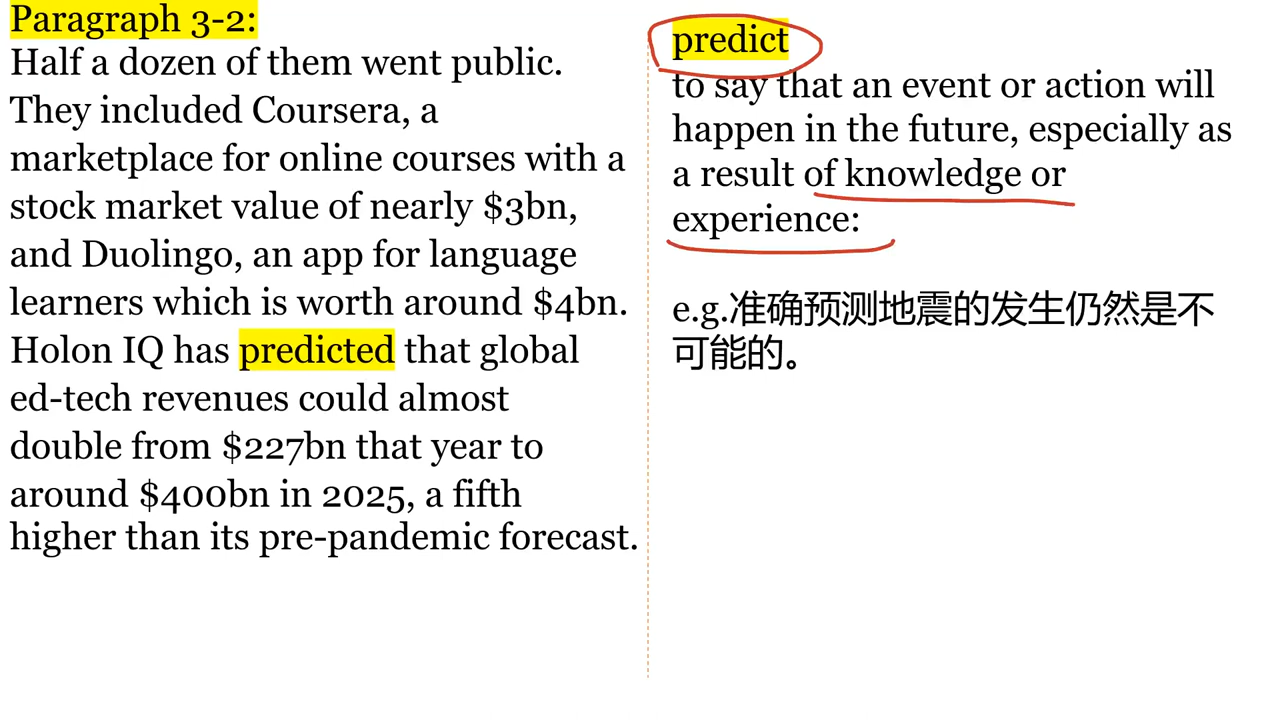 Paragraph 3-2:
Half a dozen of them went public.
They included Coursera, a
marketplace for online courses with a
stock market value of nearly $3bn,
and Duolingo, an app for language
learners which is worth around $4bn.
Holon IQ has predicted that global
ed-tech revenues could almost
double from $227bn that year to
around $400bn in 2025, a fifth
higher than its pre-pandemic forecast.
predict
to say that an event or action will
happen in the future, especially as
a result of knowledge or
experience:
e.g.准确预测地震的发生仍然是不
可能的。